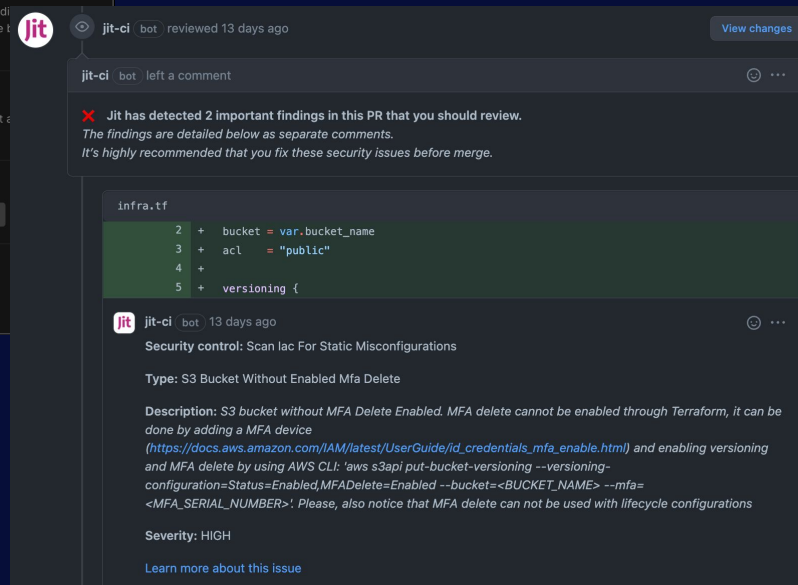 Jit
jit-ci bot reviewed 13 days ago
View changes
jit-ci bot left a comment
❌ Jit has detected 2 important findings in this PR that you should review.
The findings are detailed below as separate comments.
It's highly recommended that you fix these security issues before merge.
infra.tf
2 + bucket = var.bucket_name
3 + acl    = "public"
4 +
5 + versioning {
Jit
jit-ci bot 13 days ago
Security control: Scan Iac For Static Misconfigurations
Type: S3 Bucket Without Enabled Mfa Delete
Description: S3 bucket without MFA Delete Enabled. MFA delete cannot be enabled through Terraform, it can be
done by adding a MFA device
(https://docs.aws.amazon.com/IAM/latest/UserGuide/id_credentials_mfa_enable.html) and enabling versioning
and MFA delete by using AWS CLI: 'aws s3api put-bucket-versioning --versioning-
configuration=Status=Enabled,MFADelete=Enabled --bucket=<BUCKET_NAME> --mfa=
<MFA_SERIAL_NUMBER>'. Please, also notice that MFA delete can not be used with lifecycle configurations
Severity: HIGH
Learn more about this issue